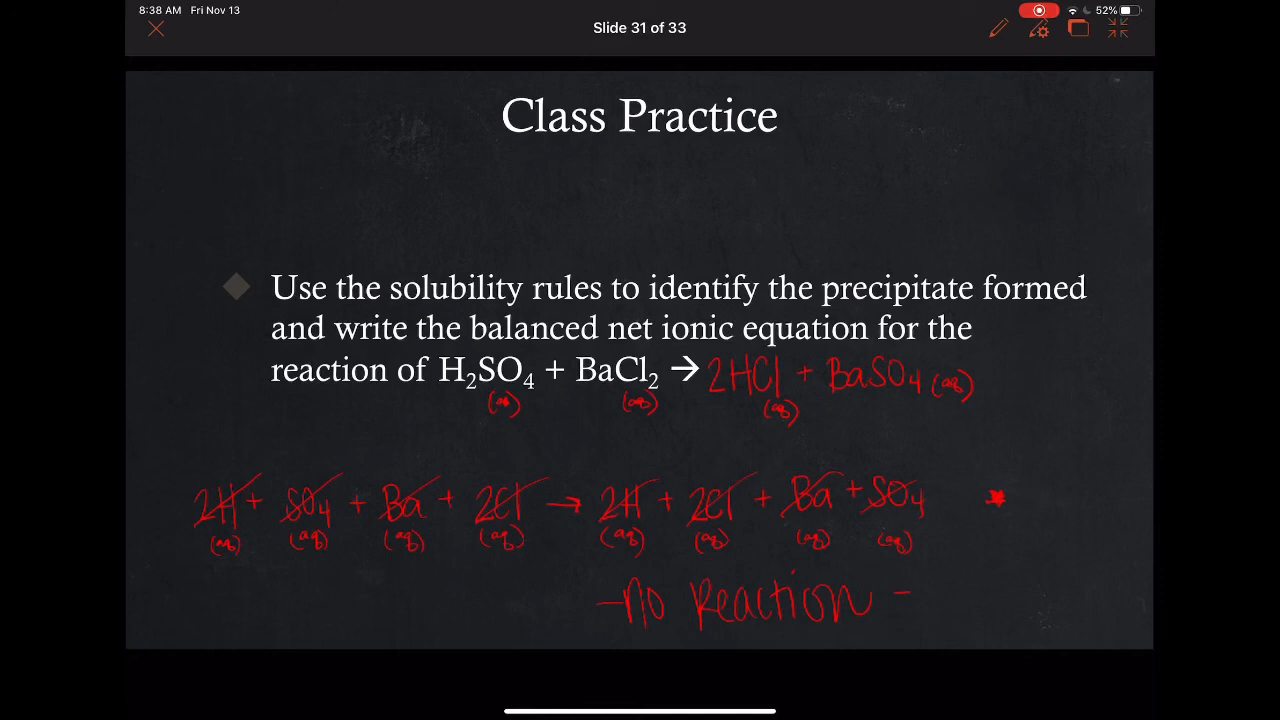 8:38 AM Fri Nov 13
52%
Slide 31 of 33
Class Practice
Use the solubility rules to identify the precipitate formed
and write the balanced net ionic equation for the
reaction of H₂SO₄ + BaCl₂ → 2HCl + BaSO₄ (aq)
(aq) (aq) (aq)
2H + SO₄ + Ba + 2Cl → 2H + 2Cl + Ba + SO₄ *
(aq) (aq) (aq) (aq) (aq) (aq) (aq) (aq)
- no Reaction -